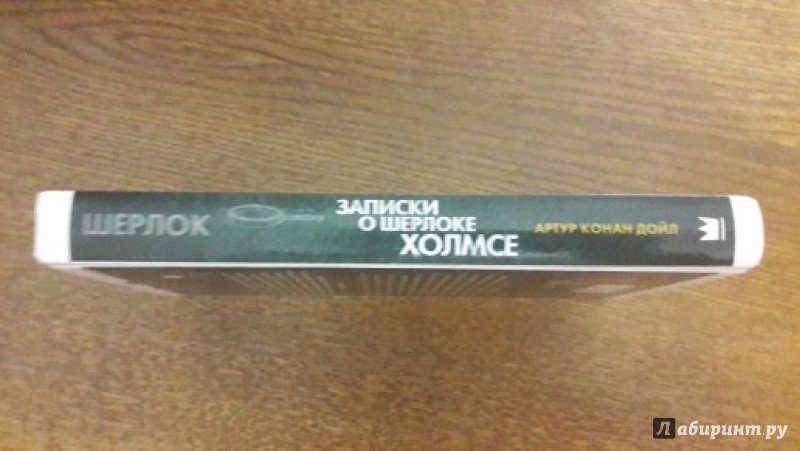 ШЕРЛОК
ЗАПИСКИ
О ШЕРЛОКЕ
ХОЛМСЕ
АРТУР КОНАН ДОЙЛ
Лабиринт.ру